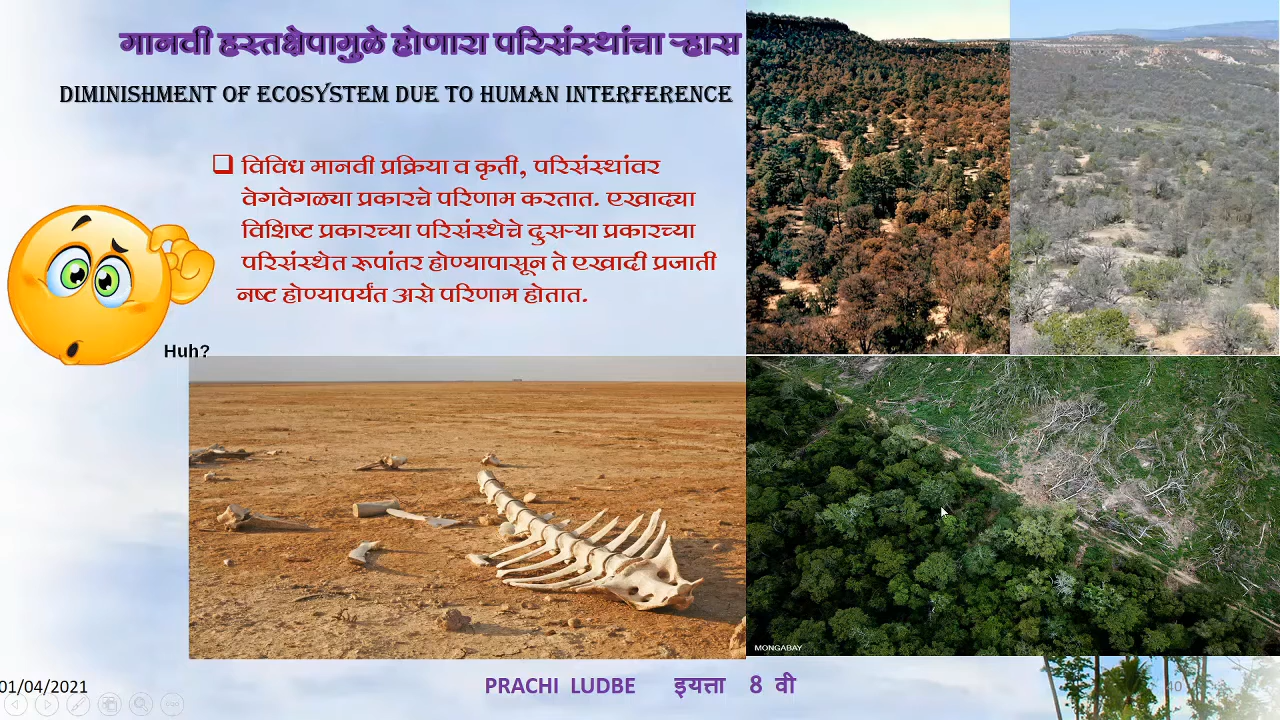 मानवी हस्तक्षेपामुळे होणारा परिसंस्थांचा ऱ्हास
DIMINISHMENT OF ECOSYSTEM DUE TO HUMAN INTERFERENCE
❑ विविध मानवी प्रक्रिया व कृती, परिसंस्थांवर
वेगवेगळ्या प्रकारचे परिणाम करतात. एखाद्या
विशिष्ट प्रकारच्या परिसंस्थेचे दुसऱ्या प्रकारच्या
परिसंस्थेत रूपांतर होण्यापासून ते एखादी प्रजाती
नष्ट होण्यापर्यंत असे परिणाम होतात.
Huh?
MONGABAY
01/04/2021
PRACHI LUDBE इयत्ता 8 वी
40